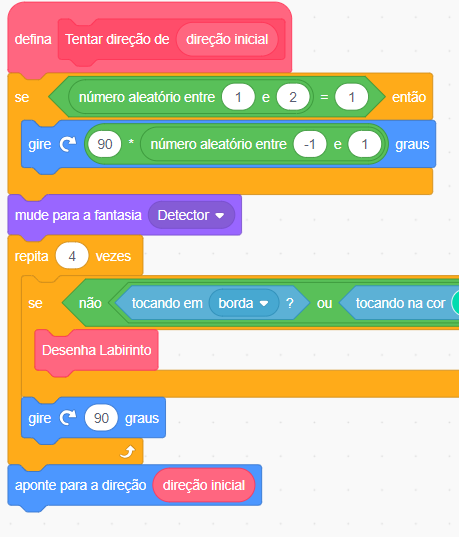 defina Tentar direção de direção inicial
se número aleatório entre 1 e 2 = 1 então
gire 90 * número aleatório entre -1 e 1 graus
mude para a fantasia Detector
repita 4 vezes
se não tocando em borda ? ou tocando na cor
Desenha Labirinto
gire 90 graus
aponte para a direção direção inicial